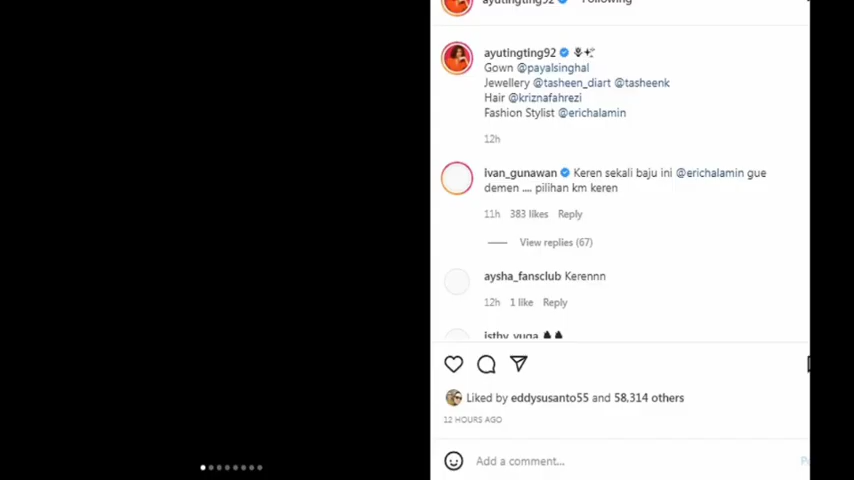 ayutingting92 Following
ayutingting92
Gown @payalsinghal
Jewellery @tasheen_diart @tasheenk
Hair @kriznafahrezi
Fashion Stylist @erichalamin
12h
ivan_gunawan Keren sekali baju ini @erichalamin gue
demen .... pilihan km keren
11h 383 likes Reply
View replies (67)
aysha_fansclub Kerennn
12h 1 like Reply
isthy_yuga
Liked by eddysusanto55 and 58,314 others
12 HOURS AGO
Add a comment...